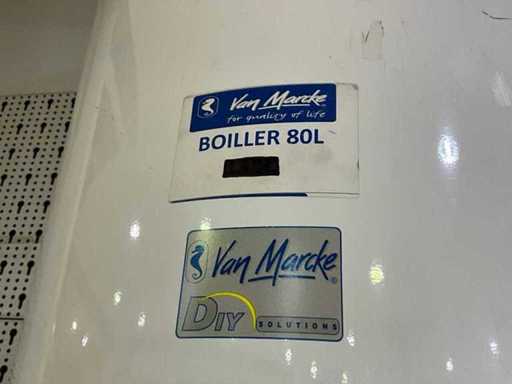 Van Marcke
for quality of life
BOILLER 80L
Van Marcke
DIY SOLUTIONS